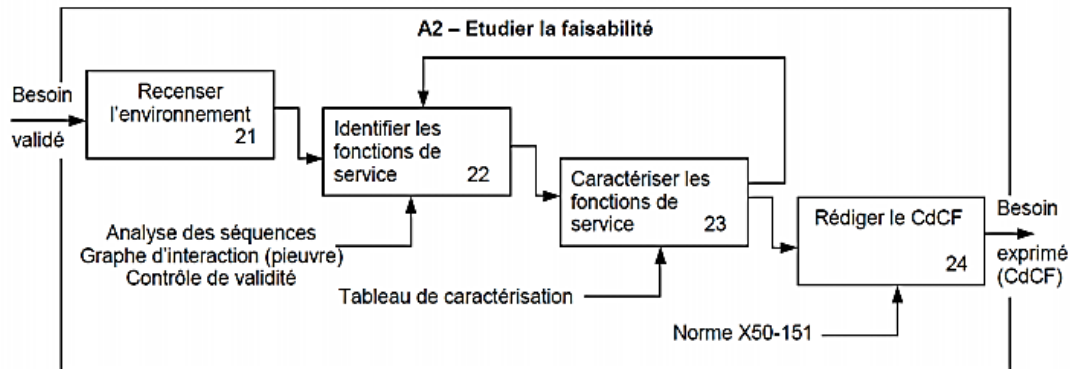 A2 – Etudier la faisabilité
Besoin
validé
Recenser
l'environnement
21
Identifier les
fonctions de
service
22
Caractériser les
fonctions de
service
23
Rédiger le CdCF
24
Besoin
exprimé
(CdCF)
Analyse des séquences
Graphe d'interaction (pieuvre)
Contrôle de validité
Tableau de caractérisation
Norme X50-151